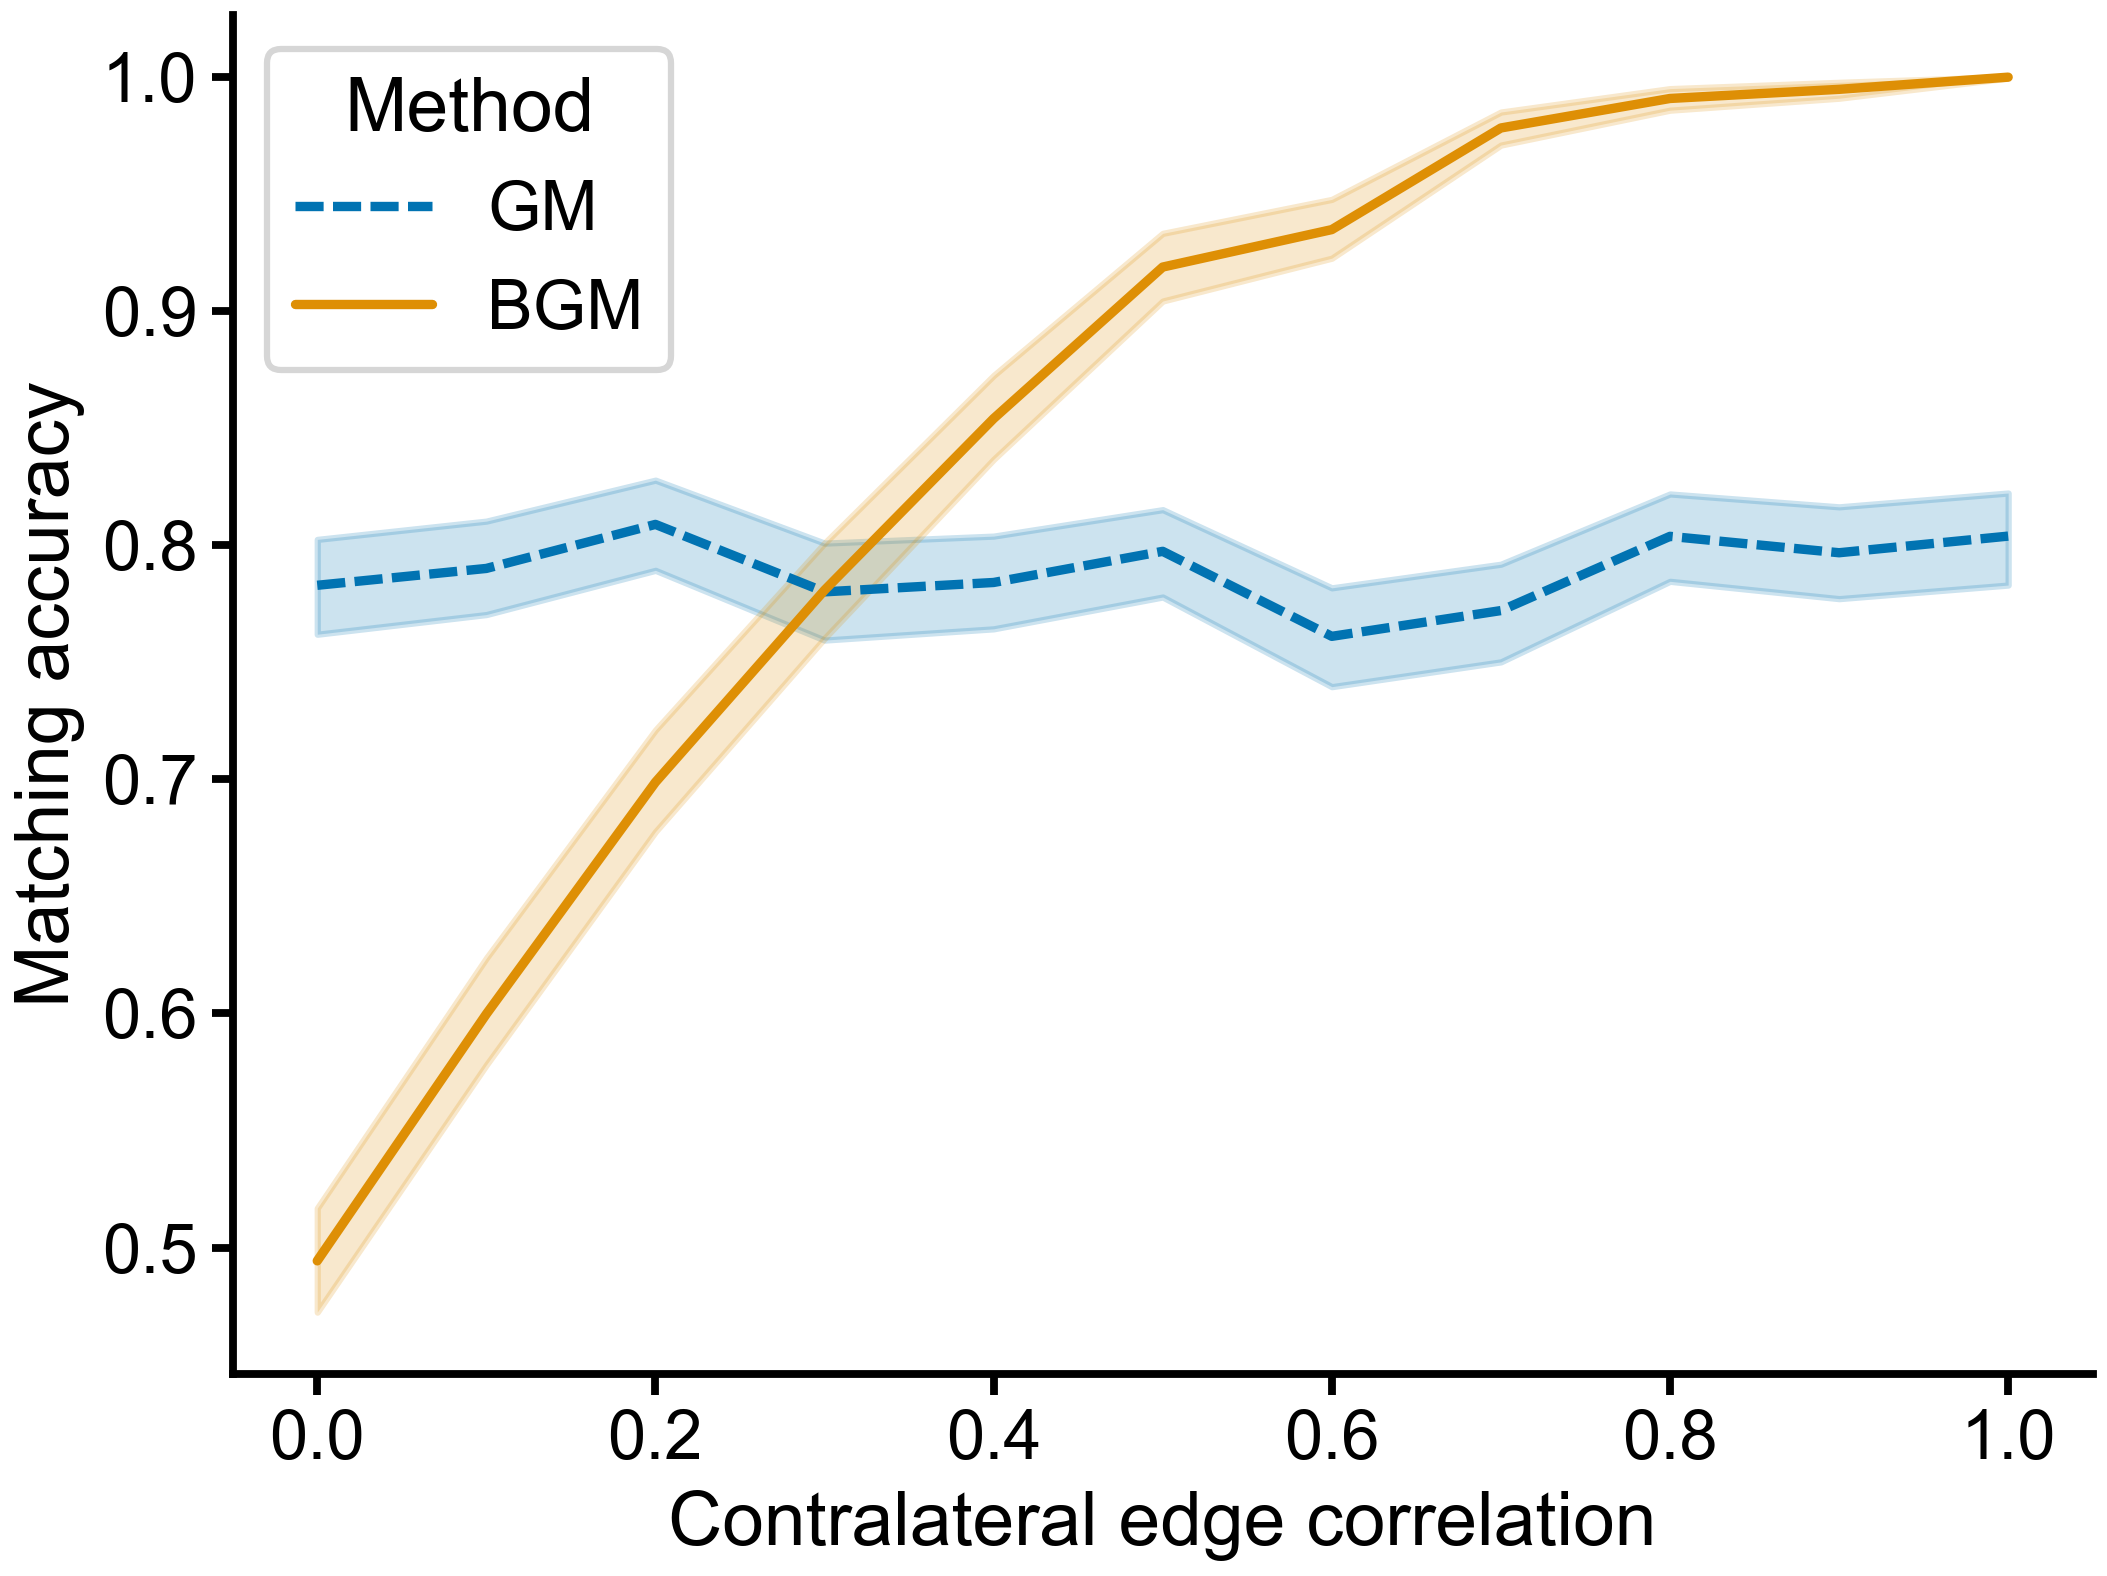 Method
GM
BGM
Matching accuracy
1.0
0.9
0.8
0.7
0.6
0.5
0.0 0.2 0.4 0.6 0.8 1.0
Contralateral edge correlation